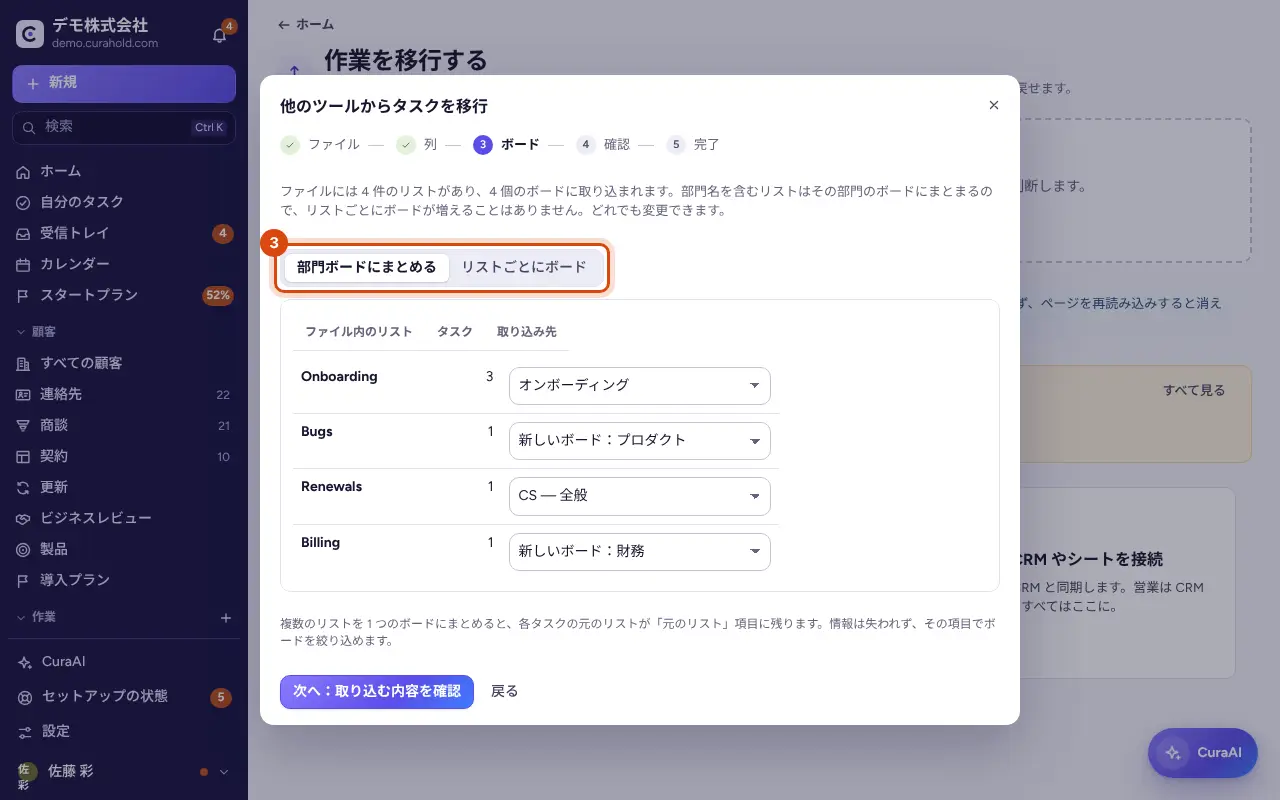 デモ株式会社
demo.curahold.com
4
新規
検索
Ctrl K
ホーム
自分のタスク
受信トレイ
4
カレンダー
スタートプラン
52%
顧客
すべての顧客
連絡先
22
商談
21
契約
10
更新
ビジネスレビュー
製品
導入プラン
作業
CuraAI
セットアップの状態
5
設定
佐藤 彩
佐
彩
← ホーム
作業を移行する
戻せます。
判断します。
ず、ページを再読み込みすると消え
すべて見る
CRM やシートを接続
RM と同期します。営業は CRM
すべてはここに。
CuraAI
他のツールからタスクを移行
ファイル
列
3 ボード
4 確認
5 完了
ファイルには 4 件のリストがあり、4 個のボードに取り込まれます。部門名を含むリストはその部門のボードにまとまるの
で、リストごとにボードが増えることはありません。どれでも変更できます。
3
部門ボードにまとめる
リストごとにボード
ファイル内のリスト タスク 取り込み先
Onboarding 3 オンボーディング
Bugs 1 新しいボード：プロダクト
Renewals 1 CS — 全般
Billing 1 新しいボード：財務
複数のリストを 1 つのボードにまとめると、各タスクの元のリストが「元のリスト」項目に残ります。情報は失われず、その項目でボ
ードを絞り込めます。
次へ：取り込む内容を確認
戻る